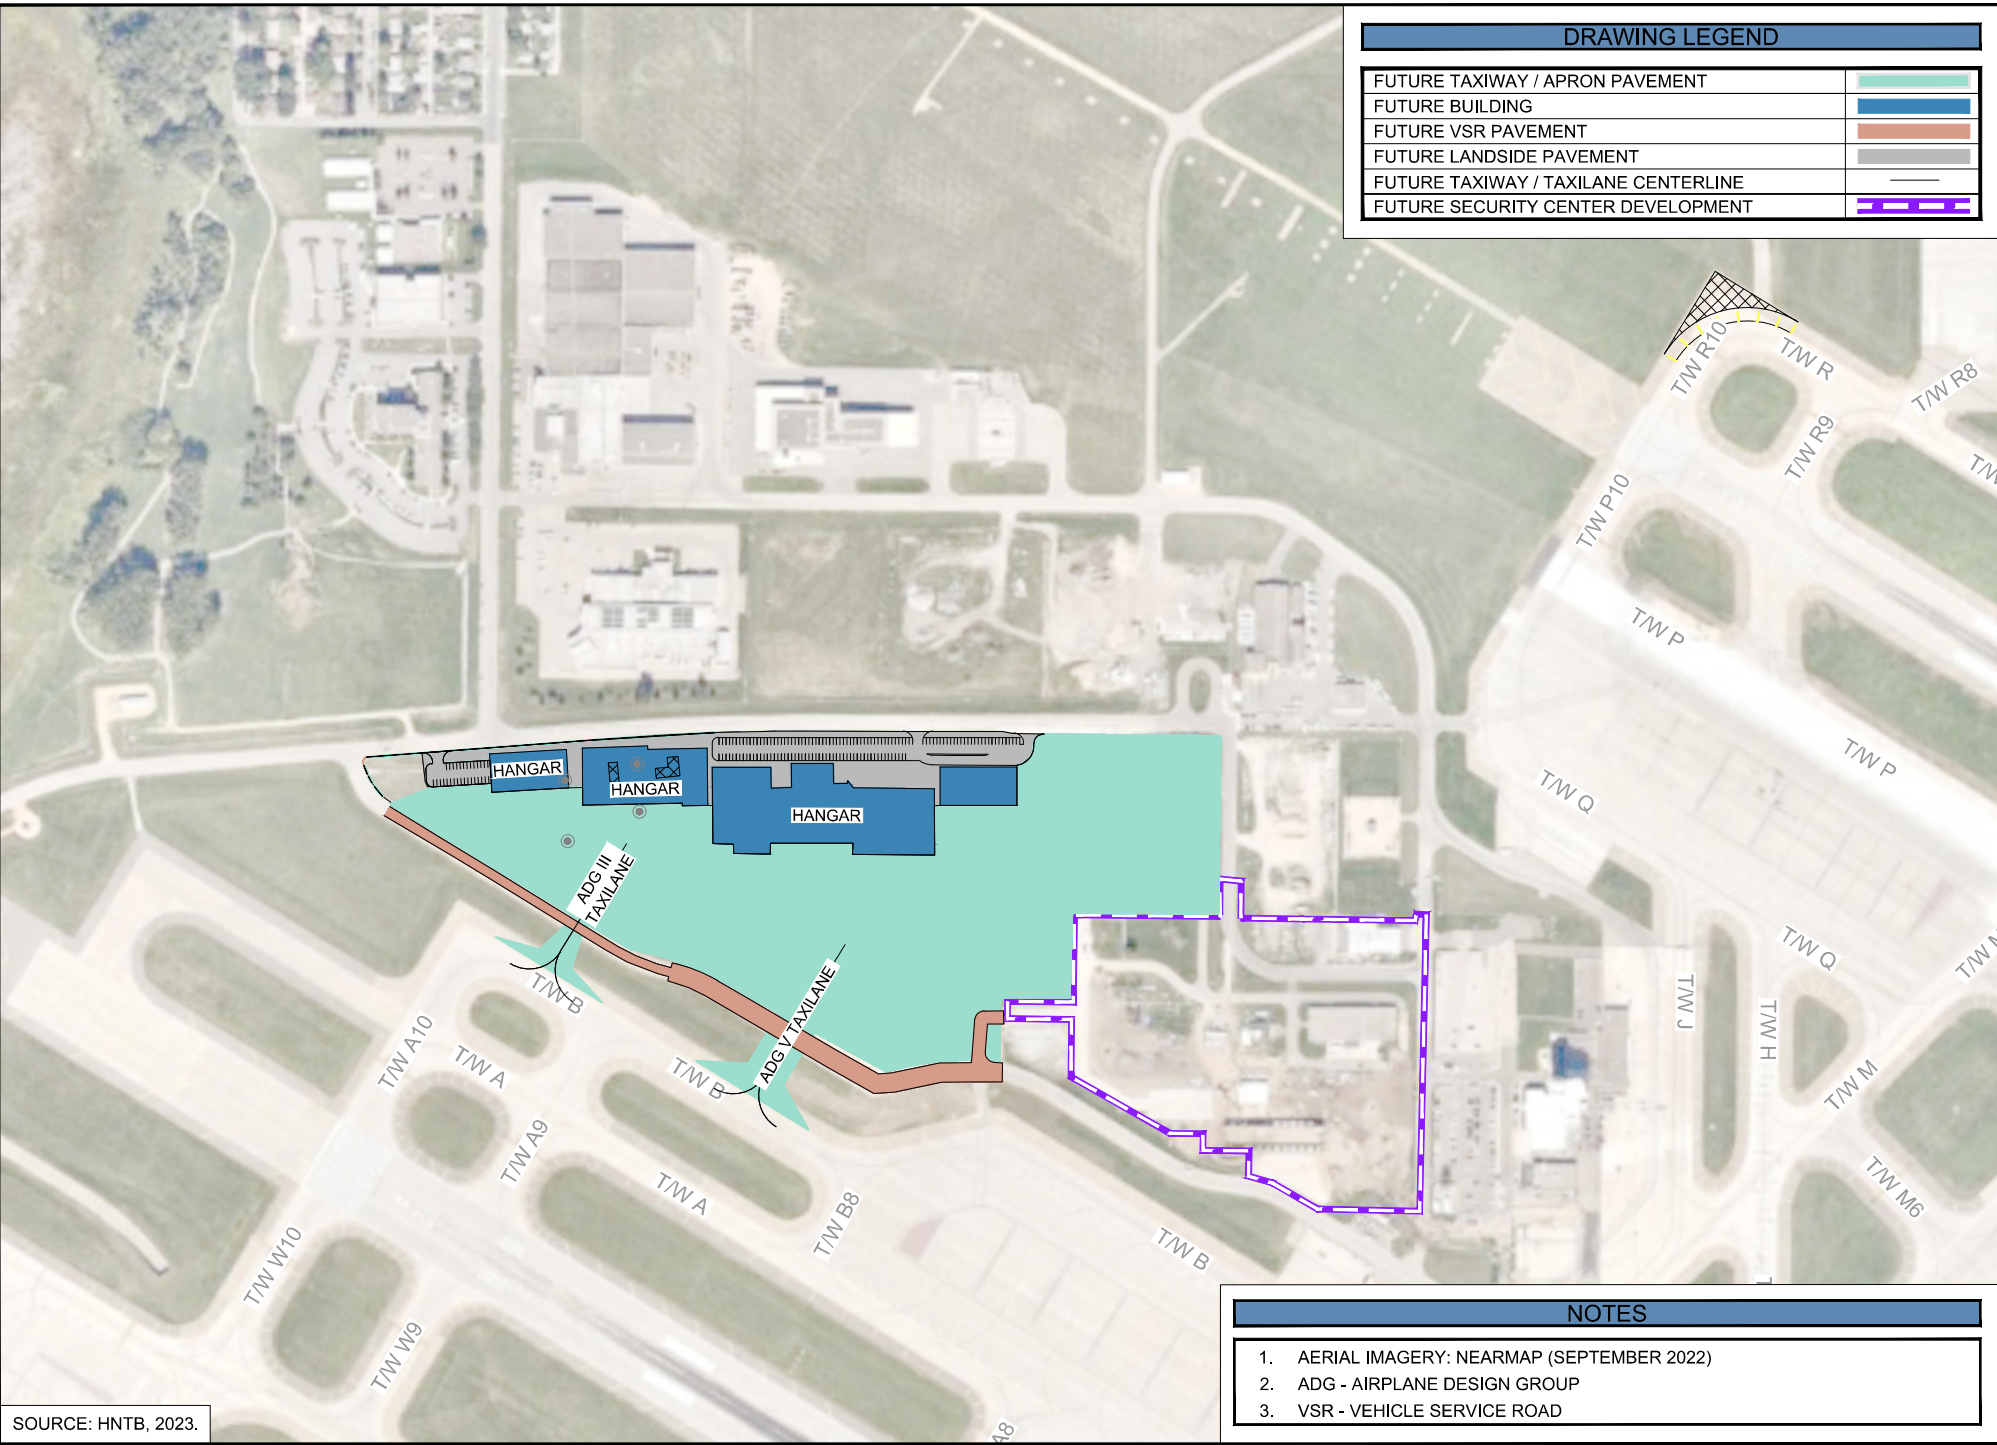 DRAWING LEGEND
FUTURE TAXIWAY / APRON PAVEMENT
FUTURE BUILDING
FUTURE VSR PAVEMENT
FUTURE LANDSIDE PAVEMENT
FUTURE TAXIWAY / TAXILANE CENTERLINE
FUTURE SECURITY CENTER DEVELOPMENT
T/W R10
T/W R
T/W R8
T/W R9
T/W P10
T/W P
T/W P
T/W Q
T/W Q
HANGAR
HANGAR
HANGAR
ADG III
TAXILANE
ADG V TAXILANE
T/W B
T/W B
T/W A10
T/W A
T/W A9
T/W A
T/W B8
T/W B
T/W W10
T/W W9
T/W J
T/W H
T/W M
T/W M6
A8
NOTES
1. AERIAL IMAGERY: NEARMAP (SEPTEMBER 2022)
2. ADG - AIRPLANE DESIGN GROUP
3. VSR - VEHICLE SERVICE ROAD
SOURCE: HNTB, 2023.